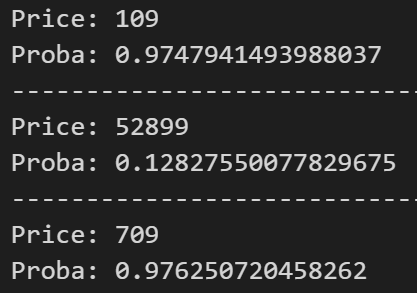 Price: 109
Proba: 0.9747941493988037
----------------------------
Price: 52899
Proba: 0.12827550077829675
----------------------------
Price: 709
Proba: 0.976250720458262